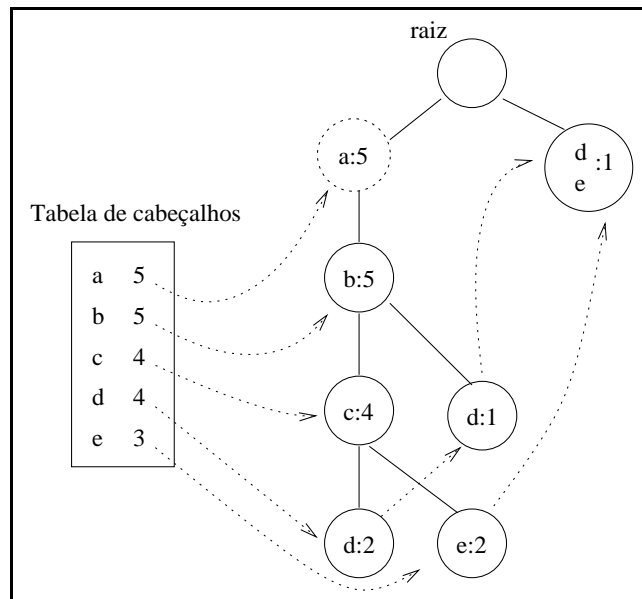 raiz
a:5
d
e
:1
Tabela de cabeçalhos
a 5
b 5
c 4
d 4
e 3
b:5
c:4
d:1
d:2
e:2